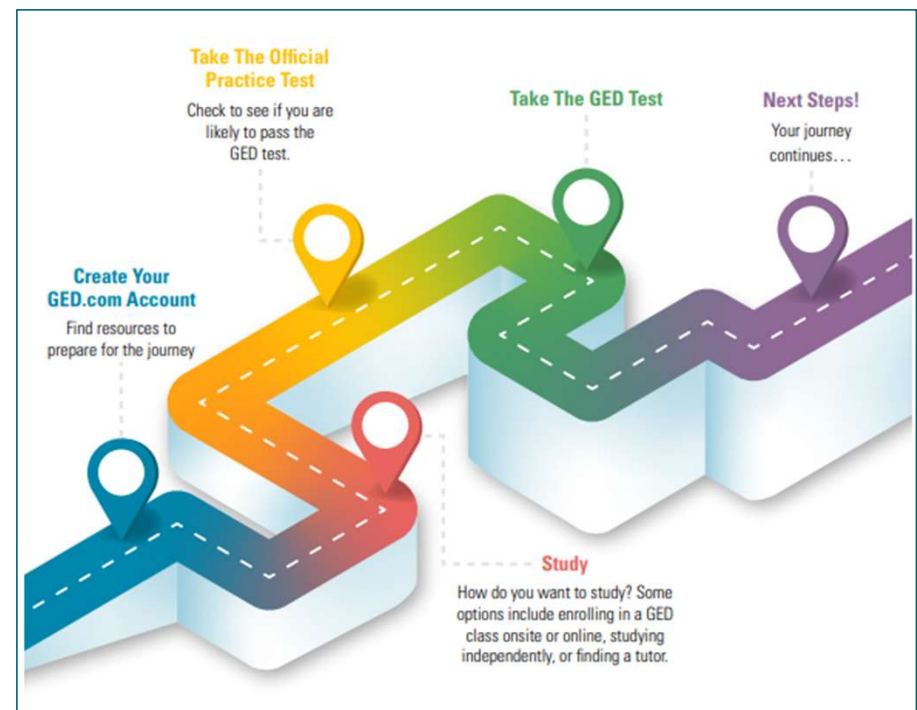 Take The Official
Practice Test
Check to see if you are
likely to pass the
GED test.
Take The GED Test
Next Steps!
Your journey
continues…
Create Your
GED.com Account
Find resources to
prepare for the journey
Study
How do you want to study? Some
options include enrolling in a GED
class onsite or online, studying
independently, or finding a tutor.